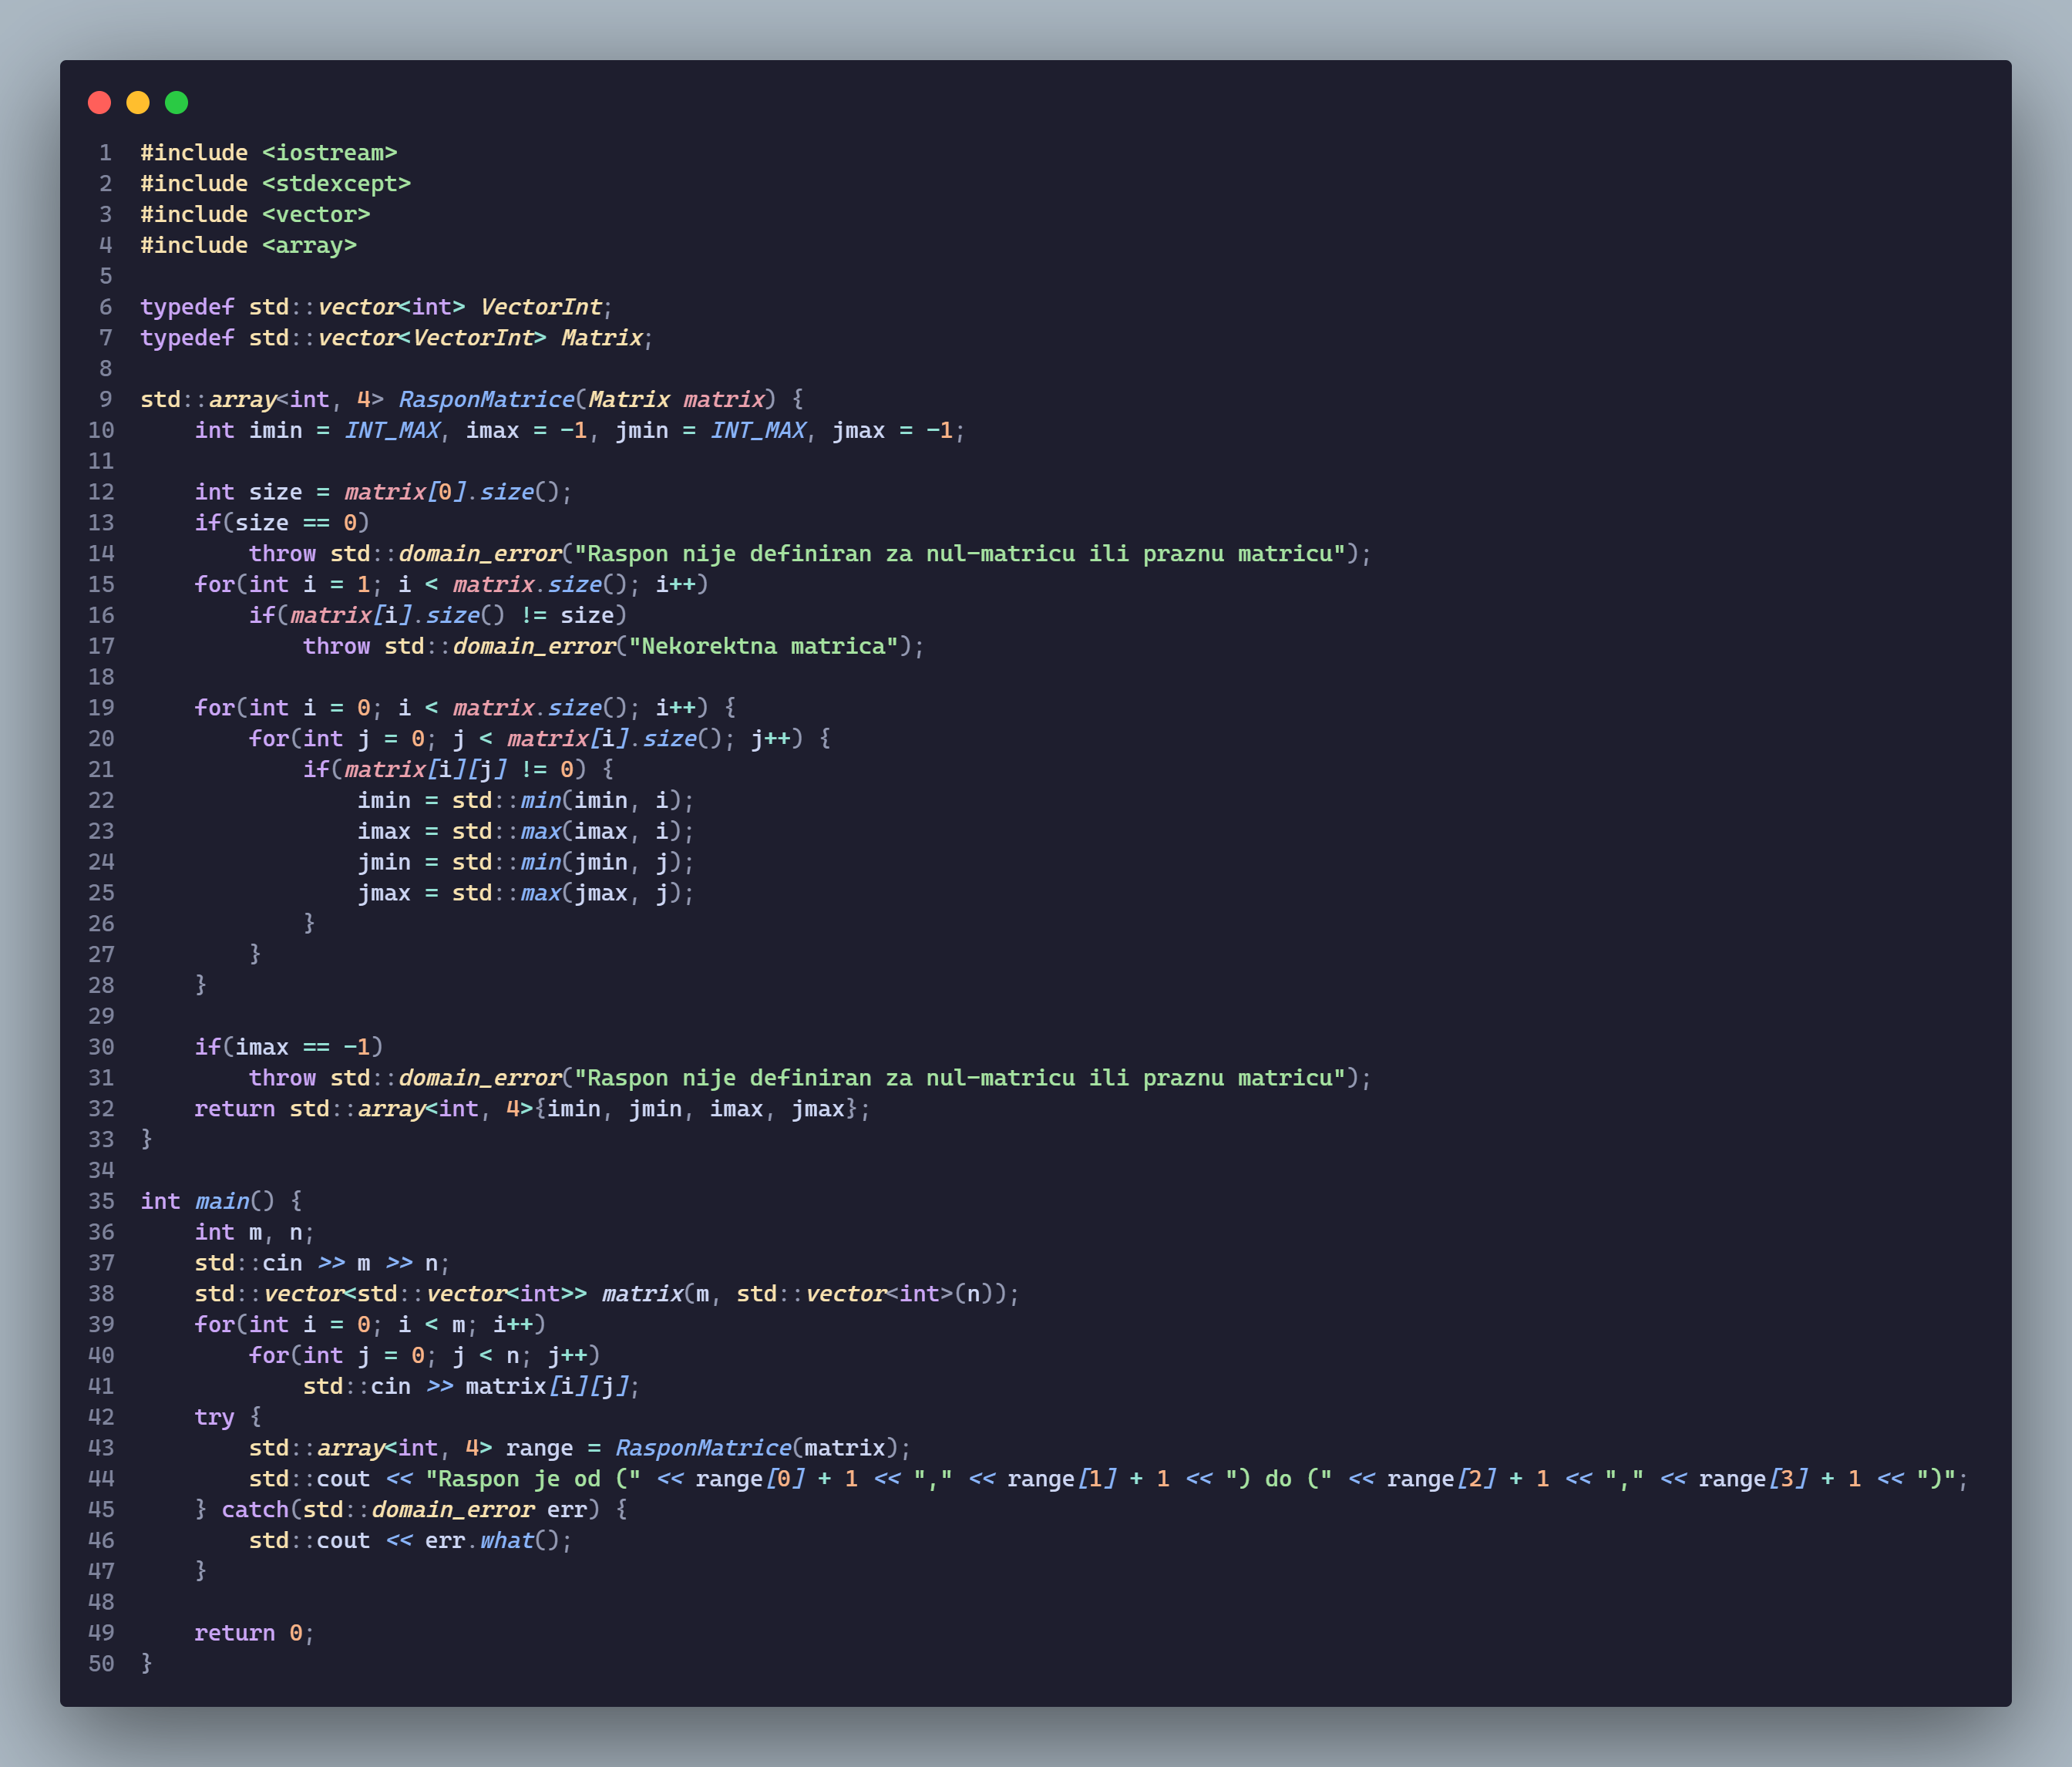 1 #include <iostream>
2 #include <stdexcept>
3 #include <vector>
4 #include <array>
5
6 typedef std::vector<int> VectorInt;
7 typedef std::vector<VectorInt> Matrix;
8
9 std::array<int, 4> RasponMatrice(Matrix matrix) {
10     int imin = INT_MAX, imax = -1, jmin = INT_MAX, jmax = -1;
11
12     int size = matrix[0].size();
13     if(size == 0)
14         throw std::domain_error("Raspon nije definiran za nul-matricu ili praznu matricu");
15     for(int i = 1; i < matrix.size(); i++)
16         if(matrix[i].size() != size)
17             throw std::domain_error("Nekorektna matrica");
18
19     for(int i = 0; i < matrix.size(); i++) {
20         for(int j = 0; j < matrix[i].size(); j++) {
21             if(matrix[i][j] != 0) {
22                 imin = std::min(imin, i);
23                 imax = std::max(imax, i);
24                 jmin = std::min(jmin, j);
25                 jmax = std::max(jmax, j);
26             }
27         }
28     }
29
30     if(imax == -1)
31         throw std::domain_error("Raspon nije definiran za nul-matricu ili praznu matricu");
32     return std::array<int, 4>{imin, jmin, imax, jmax};
33 }
34
35 int main() {
36     int m, n;
37     std::cin >> m >> n;
38     std::vector<std::vector<int>> matrix(m, std::vector<int>(n));
39     for(int i = 0; i < m; i++)
40         for(int j = 0; j < n; j++)
41             std::cin >> matrix[i][j];
42     try {
43         std::array<int, 4> range = RasponMatrice(matrix);
44         std::cout << "Raspon je od (" << range[0] + 1 << "," << range[1] + 1 << ") do (" << range[2] + 1 << "," << range[3] + 1 << ")";
45     } catch(std::domain_error err) {
46         std::cout << err.what();
47     }
48
49     return 0;
50 }